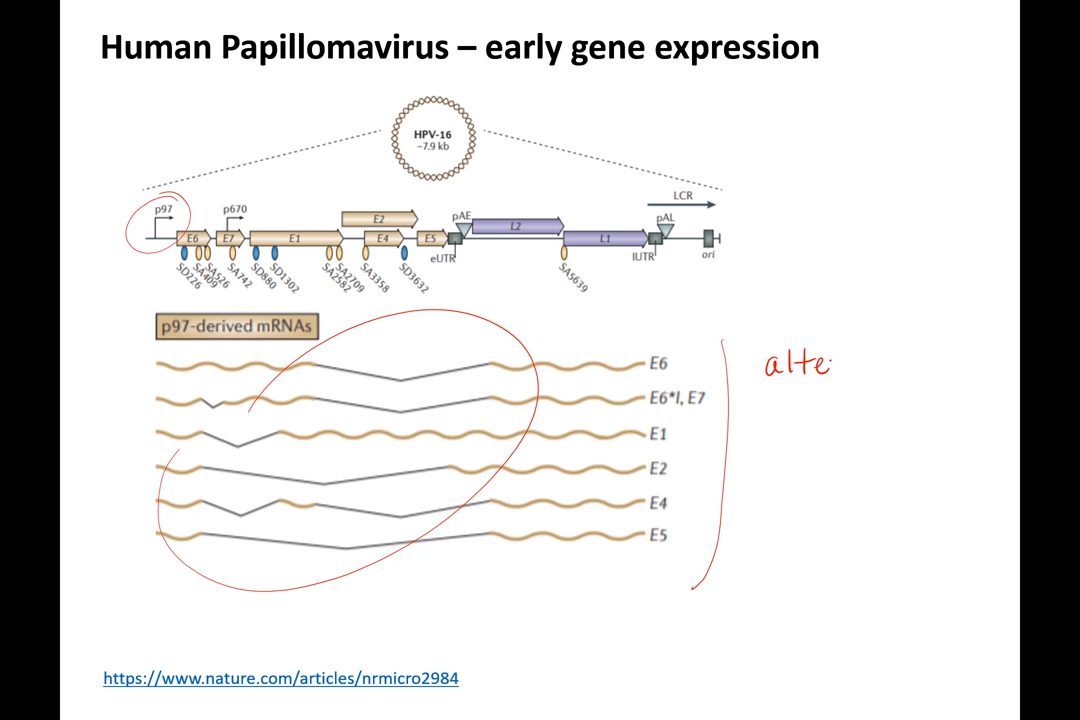 Human Papillomavirus – early gene expression
HPV-16
~7.9 kb
LCR
p97
p670
E2
pAE
L2
pAL
E6
E7
E1
E4
E5
L1
eUTR
lUTR
ori
SD226
SA409
SA526
SA742
SD880
SD1302
SA2582
SA2709
SA3358
SD3632
SA5639
p97-derived mRNAs
E6
E6*I, E7
E1
E2
E4
E5
alte
https://www.nature.com/articles/nrmicro2984